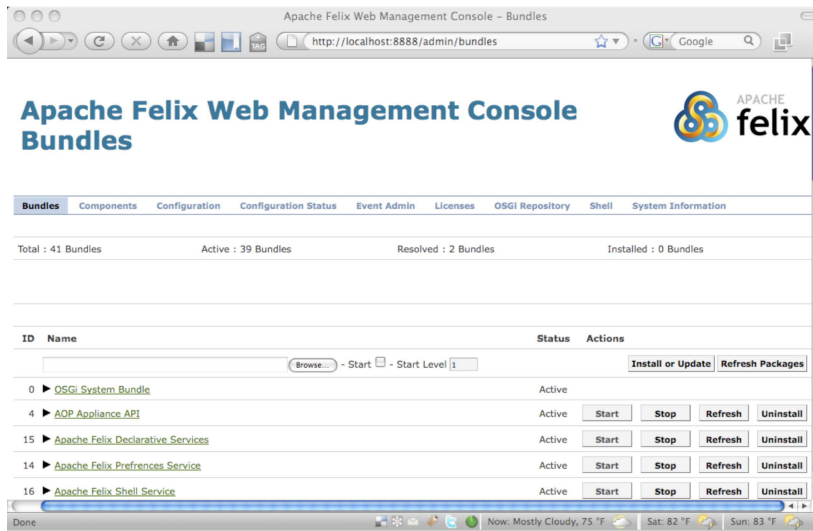 Apache Felix Web Management Console - Bundles
TAG http://localhost:8888/admin/bundles G Google
Apache Felix Web Management Console
Bundles
APACHE
felix
Bundles Components Configuration Configuration Status Event Admin Licenses OSGi Repository Shell System Information
Total : 41 Bundles Active : 39 Bundles Resolved : 2 Bundles Installed : 0 Bundles
ID Name Status Actions
Browse... - Start - Start Level 1 Install or Update Refresh Packages
0 OSGi System Bundle Active
4 AOP Appliance API Active Start Stop Refresh Uninstall
15 Apache Felix Declarative Services Active Start Stop Refresh Uninstall
14 Apache Felix Prefrences Service Active Start Stop Refresh Uninstall
16 Apache Felix Shell Service Active Start Stop Refresh Uninstall
Done Now: Mostly Cloudy, 75 °F Sat: 82 °F Sun: 83 °F